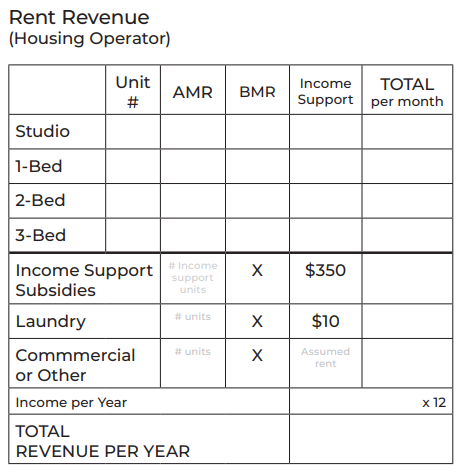 Rent Revenue
(Housing Operator)
Unit # AMR BMR Income Support TOTAL per month
Studio
1-Bed
2-Bed
3-Bed
Income Support Subsidies # Income support units X $350
Laundry # units X $10
Commmercial or Other # units X Assumed rent
Income per Year x 12
TOTAL
REVENUE PER YEAR